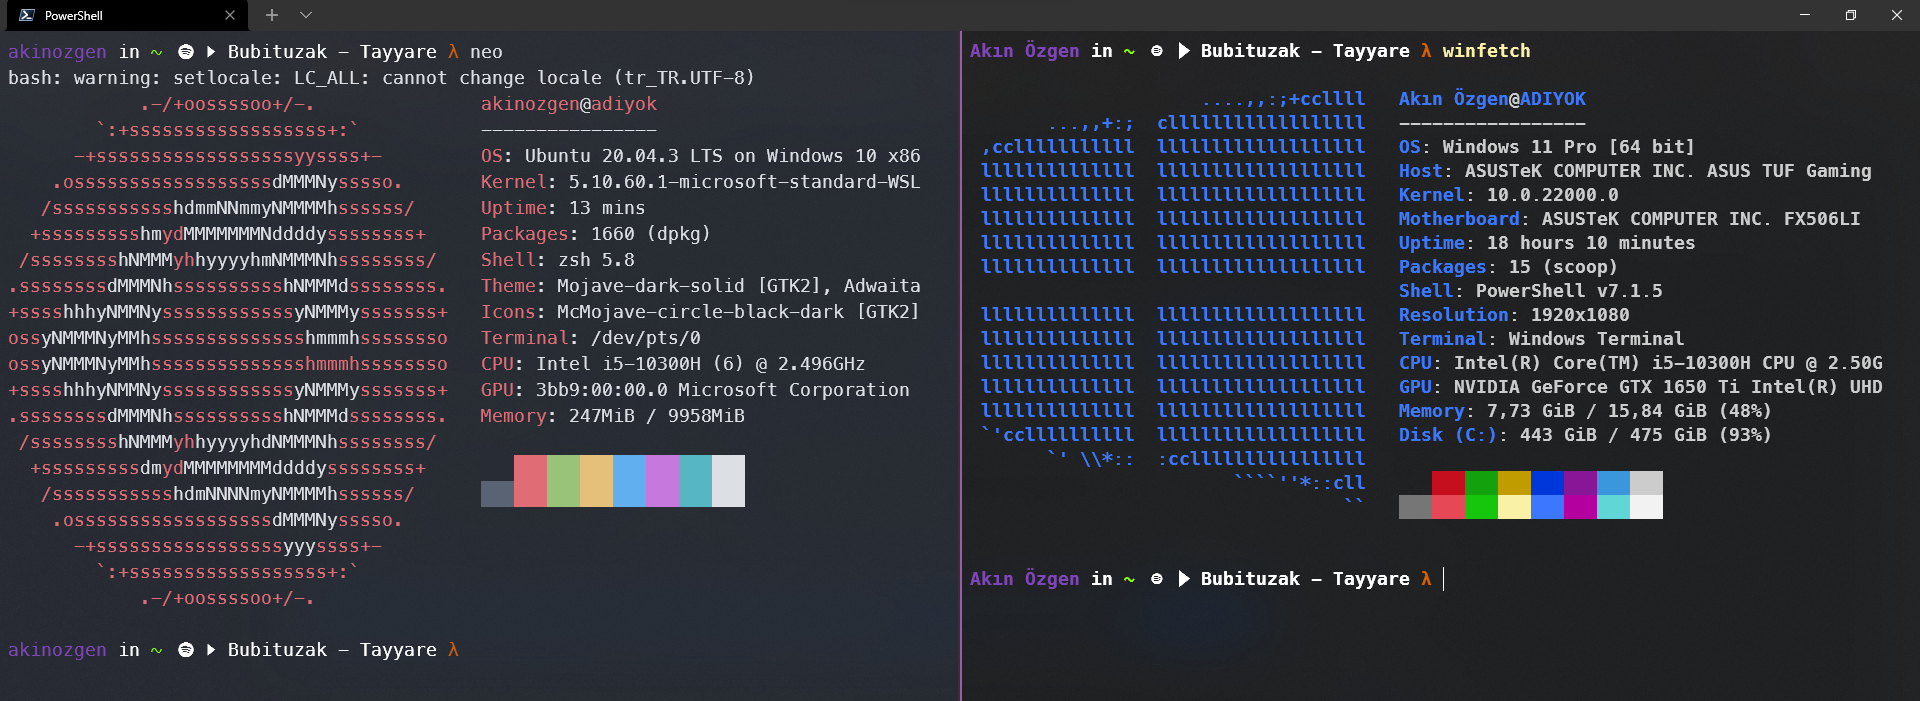 PowerShell
akinozgen in ~ Bubituzak – Tayyare λ neo
bash: warning: setlocale: LC_ALL: cannot change locale (tr_TR.UTF-8)
.-/+oossssoo+/-.
`:+ssssssssssssssssss+:`
-+ssssssssssssssssssyyssss+-
.ossssssssssssssssssdMMMNysssso.
/ssssssssssshdmmNNmmyNMMMMhssssss/
+ssssssssshmydMMMMMMMNddddyssssssss+
/sssssssshNMMMyhhyyyyhmNMMMNhssssssss/
.ssssssssdMMMNhsssssssssshNMMMdssssssss.
+sssshhhyNMMNyssssssssssssyNMMMysssssss+
ossyNMMMNyMMhsssssssssssssshmmmhssssssso
ossyNMMMNyMMhsssssssssssssshmmmhssssssso
+sssshhhyNMMNyssssssssssssyNMMMysssssss+
.ssssssssdMMMNhsssssssssshNMMMdssssssss.
/sssssssshNMMMyhhyyyyhdNMMMNhssssssss/
+sssssssssdmydMMMMMMMMddddyssssssss+
/ssssssssssshdmNNNNmyNMMMMhssssss/
.ossssssssssssssssssdMMMNysssso.
-+sssssssssssssssssyyyssss+-
`:+ssssssssssssssssss+:`
.-/+oossssoo+/-.
akinozgen@adiyok
----------------
OS: Ubuntu 20.04.3 LTS on Windows 10 x86
Kernel: 5.10.60.1-microsoft-standard-WSL
Uptime: 13 mins
Packages: 1660 (dpkg)
Shell: zsh 5.8
Theme: Mojave-dark-solid [GTK2], Adwaita
Icons: McMojave-circle-black-dark [GTK2]
Terminal: /dev/pts/0
CPU: Intel i5-10300H (6) @ 2.496GHz
GPU: 3bb9:00:00.0 Microsoft Corporation
Memory: 247MiB / 9958MiB
akinozgen in ~ Bubituzak – Tayyare λ
Akın Özgen in ~ Bubituzak – Tayyare λ winfetch
....,,:;+ccllll
...,,+:;  cllllllllllllllllll
,cclllllllllll  lllllllllllllllllll
llllllllllllll  lllllllllllllllllll
llllllllllllll  lllllllllllllllllll
llllllllllllll  lllllllllllllllllll
llllllllllllll  lllllllllllllllllll
llllllllllllll  lllllllllllllllllll
llllllllllllll  lllllllllllllllllll
llllllllllllll  lllllllllllllllllll
llllllllllllll  lllllllllllllllllll
llllllllllllll  lllllllllllllllllll
llllllllllllll  lllllllllllllllllll
`'ccllllllllll  lllllllllllllllllll
`' \\*::  :ccllllllllllllllll
````''*::cll
``
Akın Özgen@ADIYOK
-----------------
OS: Windows 11 Pro [64 bit]
Host: ASUSTeK COMPUTER INC. ASUS TUF Gaming
Kernel: 10.0.22000.0
Motherboard: ASUSTeK COMPUTER INC. FX506LI
Uptime: 18 hours 10 minutes
Packages: 15 (scoop)
Shell: PowerShell v7.1.5
Resolution: 1920x1080
Terminal: Windows Terminal
CPU: Intel(R) Core(TM) i5-10300H CPU @ 2.50G
GPU: NVIDIA GeForce GTX 1650 Ti Intel(R) UHD
Memory: 7,73 GiB / 15,84 GiB (48%)
Disk (C:): 443 GiB / 475 GiB (93%)
Akın Özgen in ~ Bubituzak – Tayyare λ